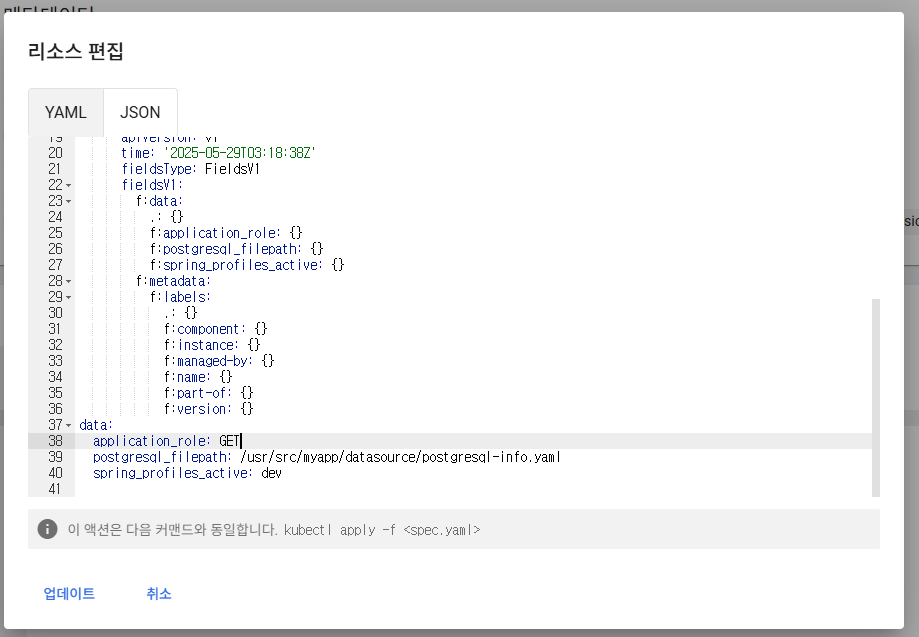 리소스 편집
YAML JSON
19 apiVersion: v1
20 time: '2025-05-29T03:18:38Z'
21 fieldsType: FieldsV1
22 fieldsV1:
23 f:data:
24 .: {}
25 f:application_role: {}
26 f:postgresql_filepath: {}
27 f:spring_profiles_active: {}
28 f:metadata:
29 f:labels:
30 .: {}
31 f:component: {}
32 f:instance: {}
33 f:managed-by: {}
34 f:name: {}
35 f:part-of: {}
36 f:version: {}
37 data:
38 application_role: GET
39 postgresql_filepath: /usr/src/myapp/datasource/postgresql-info.yaml
40 spring_profiles_active: dev
41
이 액션은 다음 커맨드와 동일합니다. kubectl apply -f <spec.yaml>
업데이트 취소